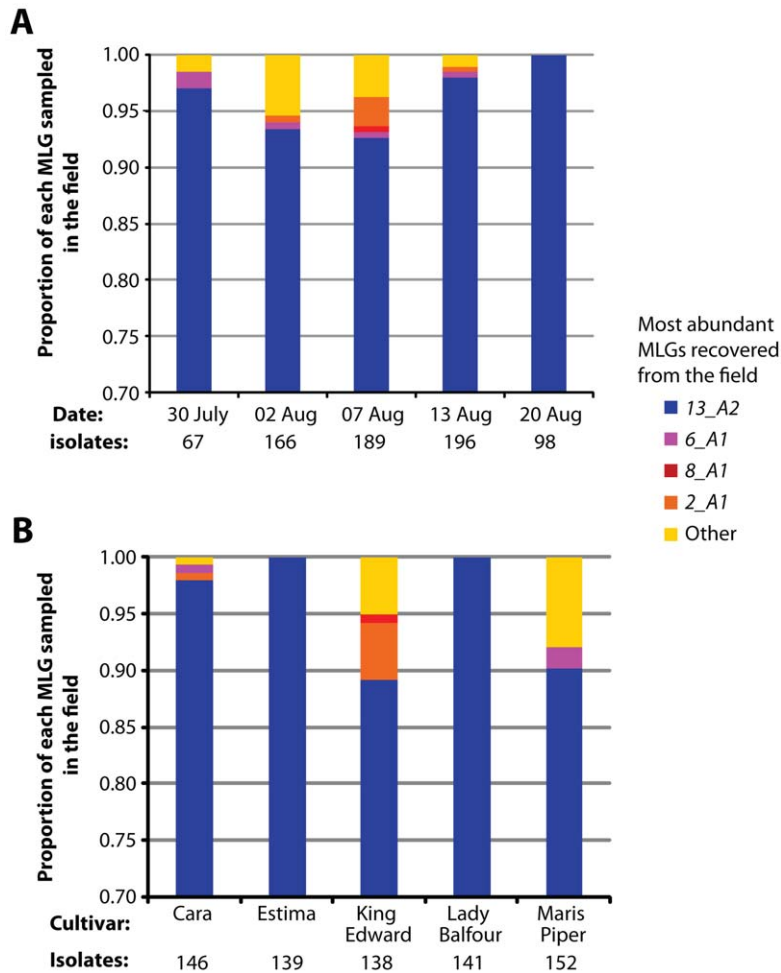 A
Proportion of each MLG sampled
in the field
1.00
0.95
0.90
0.85
0.80
0.75
0.70
Date: 30 July 02 Aug 07 Aug 13 Aug 20 Aug
isolates: 67 166 189 196 98
Most abundant
MLGs recovered
from the field
13_A2
6_A1
8_A1
2_A1
Other
B
Proportion of each MLG sampled
in the field
1.00
0.95
0.90
0.85
0.80
0.75
0.70
Cultivar: Cara Estima King Lady Maris
Edward Balfour Piper
Isolates: 146 139 138 141 152